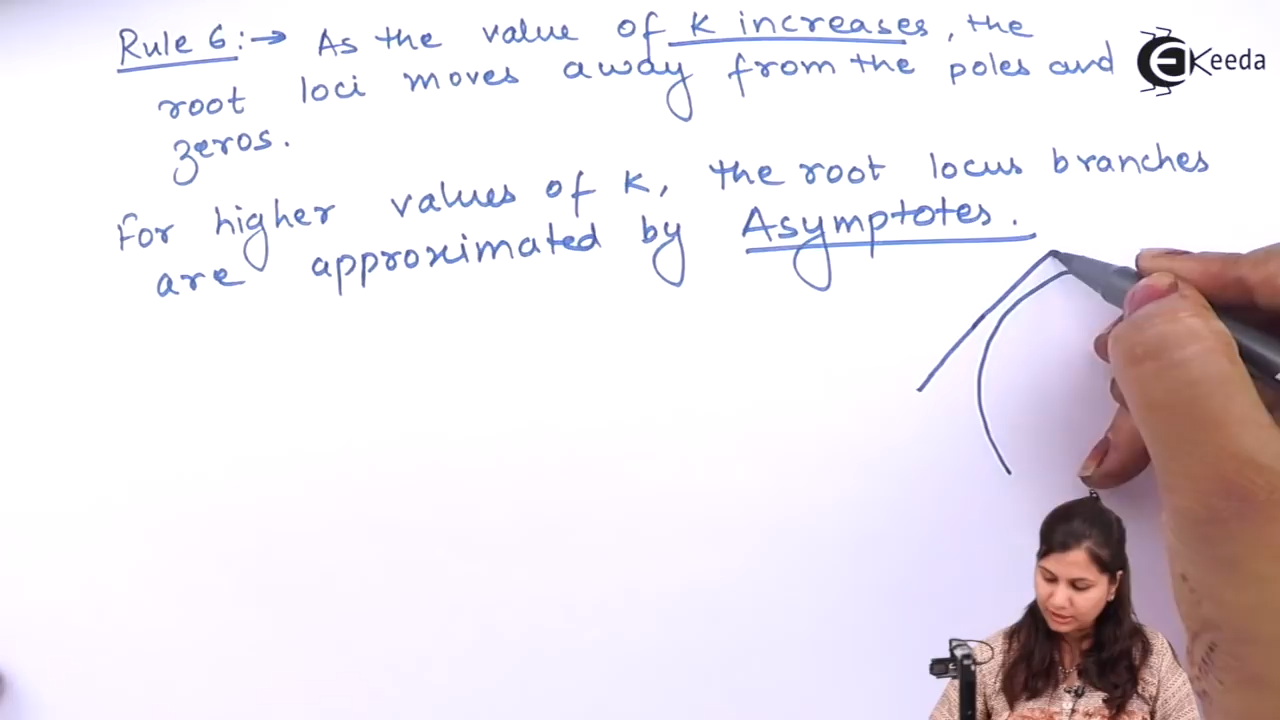 Rule 6:→ As the value of K increases, the
root loci moves away from the poles and
zeros.
For higher values of K, the root locus branches
are approximated by Asymptotes.
EKeeda